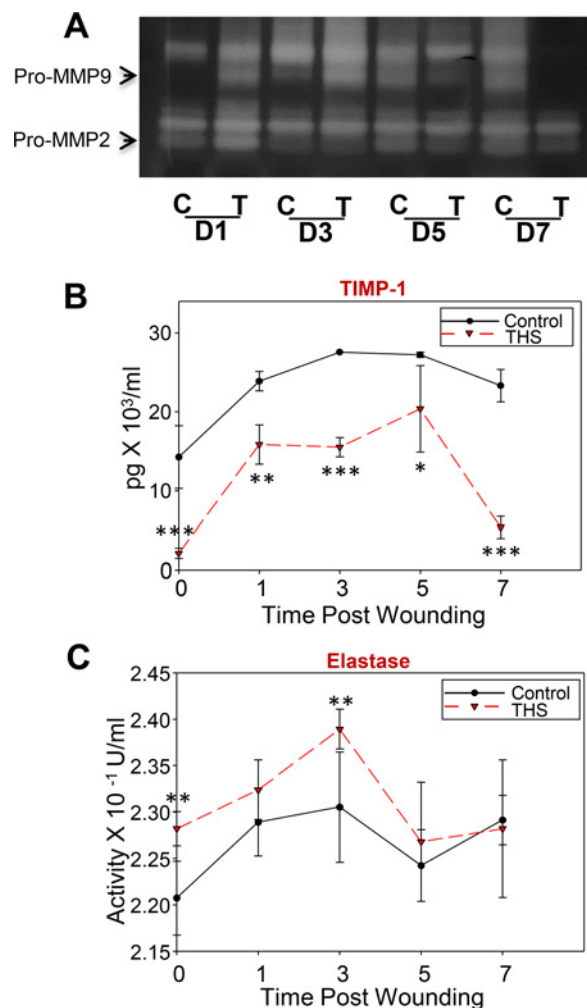 A
Pro-MMP9
Pro-MMP2
C T C T C T C T
D1 D3 D5 D7
B
TIMP-1
Control
THS
pg X 10³/ml
30
20
10
0
***
**
***
*
***
0 1 3 5 7
Time Post Wounding
C
Elastase
Control
THS
Activity X 10 ⁻¹ U/ml
2.45
2.40
2.35
2.30
2.25
2.20
2.15
**
**
0 1 3 5 7
Time Post Wounding